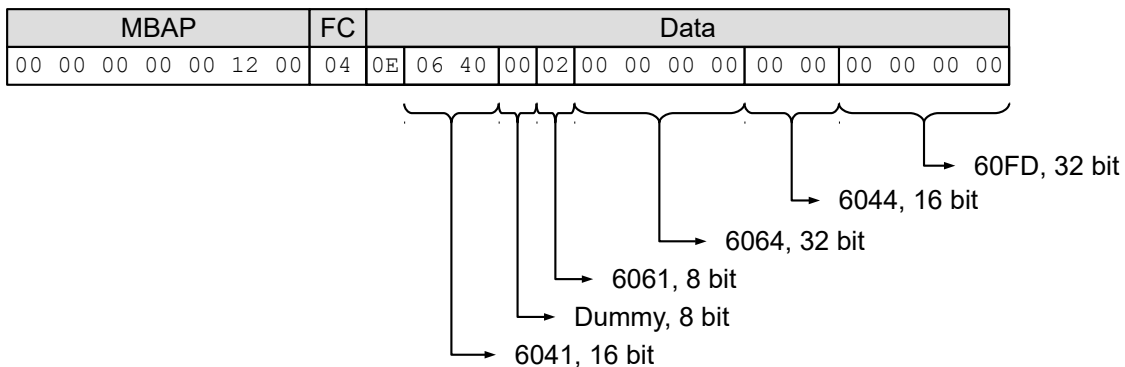 MBAP FC Data
00 00 00 00 00 12 00 04 0E 06 40 00 02 00 00 00 00 00 00 00 00 00 00
60FD, 32 bit
6044, 16 bit
6064, 32 bit
6061, 8 bit
Dummy, 8 bit
6041, 16 bit